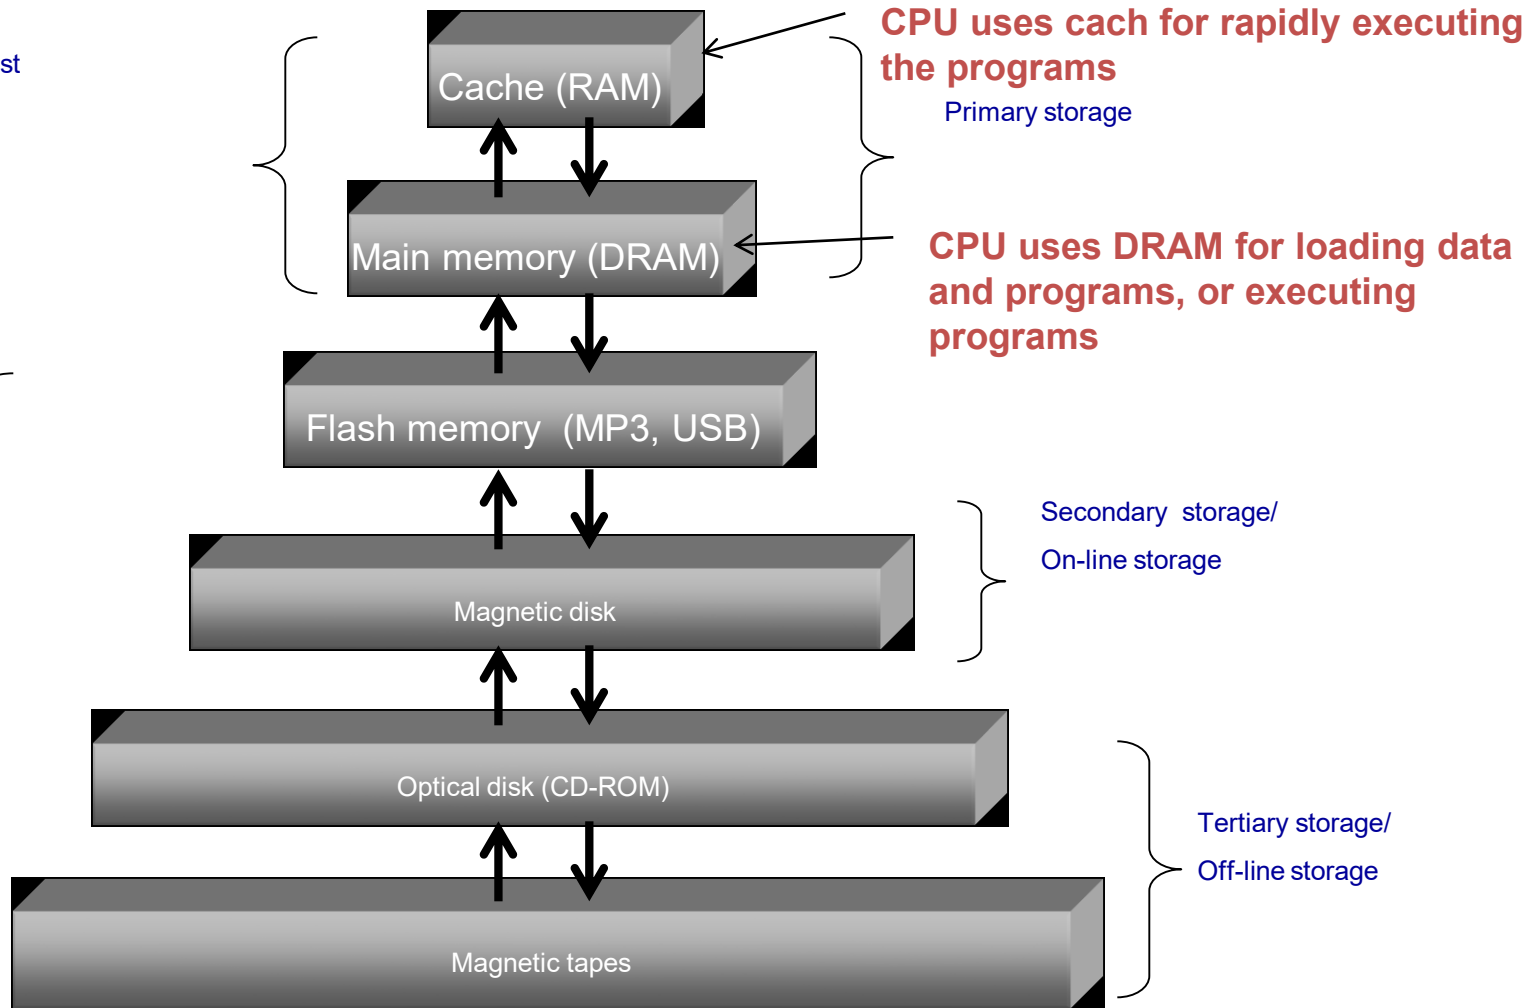 CPU uses cach for rapidly executing
the programs
st
Cache (RAM)
Primary storage
Main memory (DRAM)
CPU uses DRAM for loading data
and programs, or executing
programs
Flash memory (MP3, USB)
Secondary storage/
On-line storage
Magnetic disk
Optical disk (CD-ROM)
Tertiary storage/
Off-line storage
Magnetic tapes